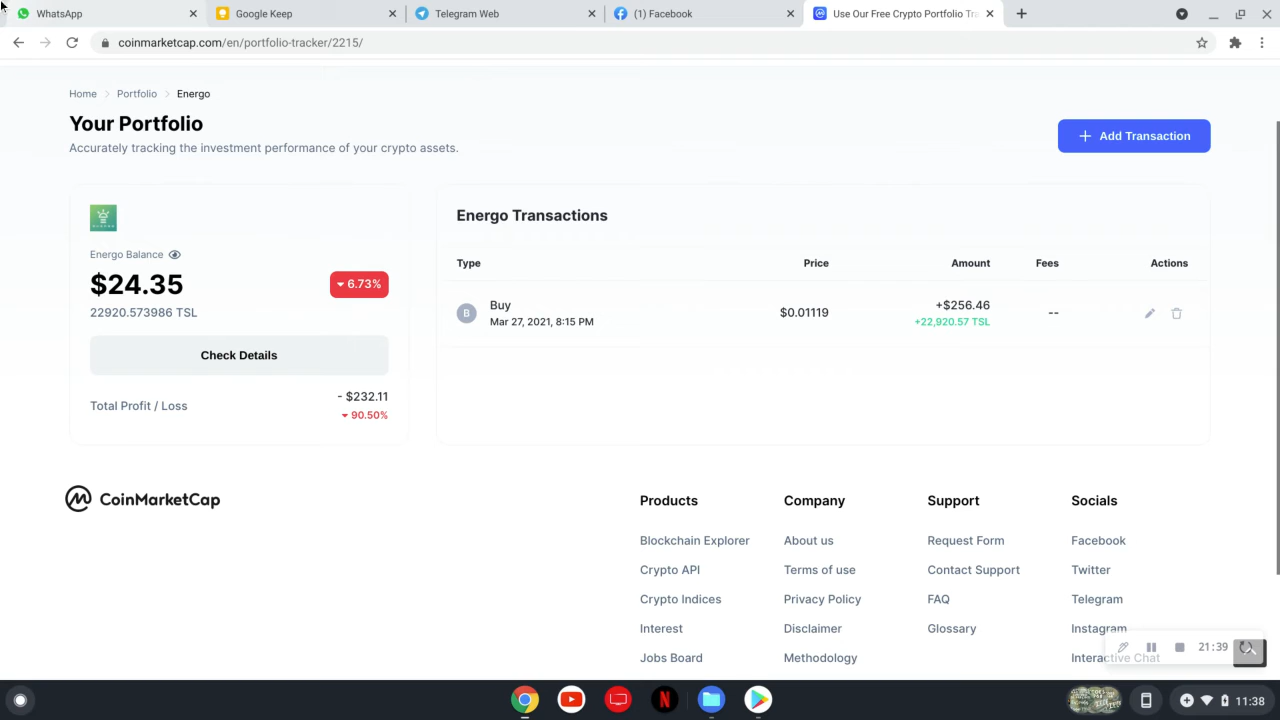 WhatsApp
Google Keep
Telegram Web
(1) Facebook
Use Our Free Crypto Portfolio Tra
coinmarketcap.com/en/portfolio-tracker/2215/
Home > Portfolio > Energo
Your Portfolio
Accurately tracking the investment performance of your crypto assets.
+ Add Transaction
Energo Balance
$24.35
6.73%
22920.573986 TSL
Check Details
Total Profit / Loss
- $232.11
90.50%
Energo Transactions
Type Price Amount Fees Actions
B
Buy
Mar 27, 2021, 8:15 PM
$0.01119
+$256.46
+22,920.57 TSL
--
CoinMarketCap
Products
Blockchain Explorer
Crypto API
Crypto Indices
Interest
Jobs Board
Company
About us
Terms of use
Privacy Policy
Disclaimer
Methodology
Support
Request Form
Contact Support
FAQ
Glossary
Socials
Facebook
Twitter
Telegram
Instagram
Interactive Chat
21:39
N
11:38